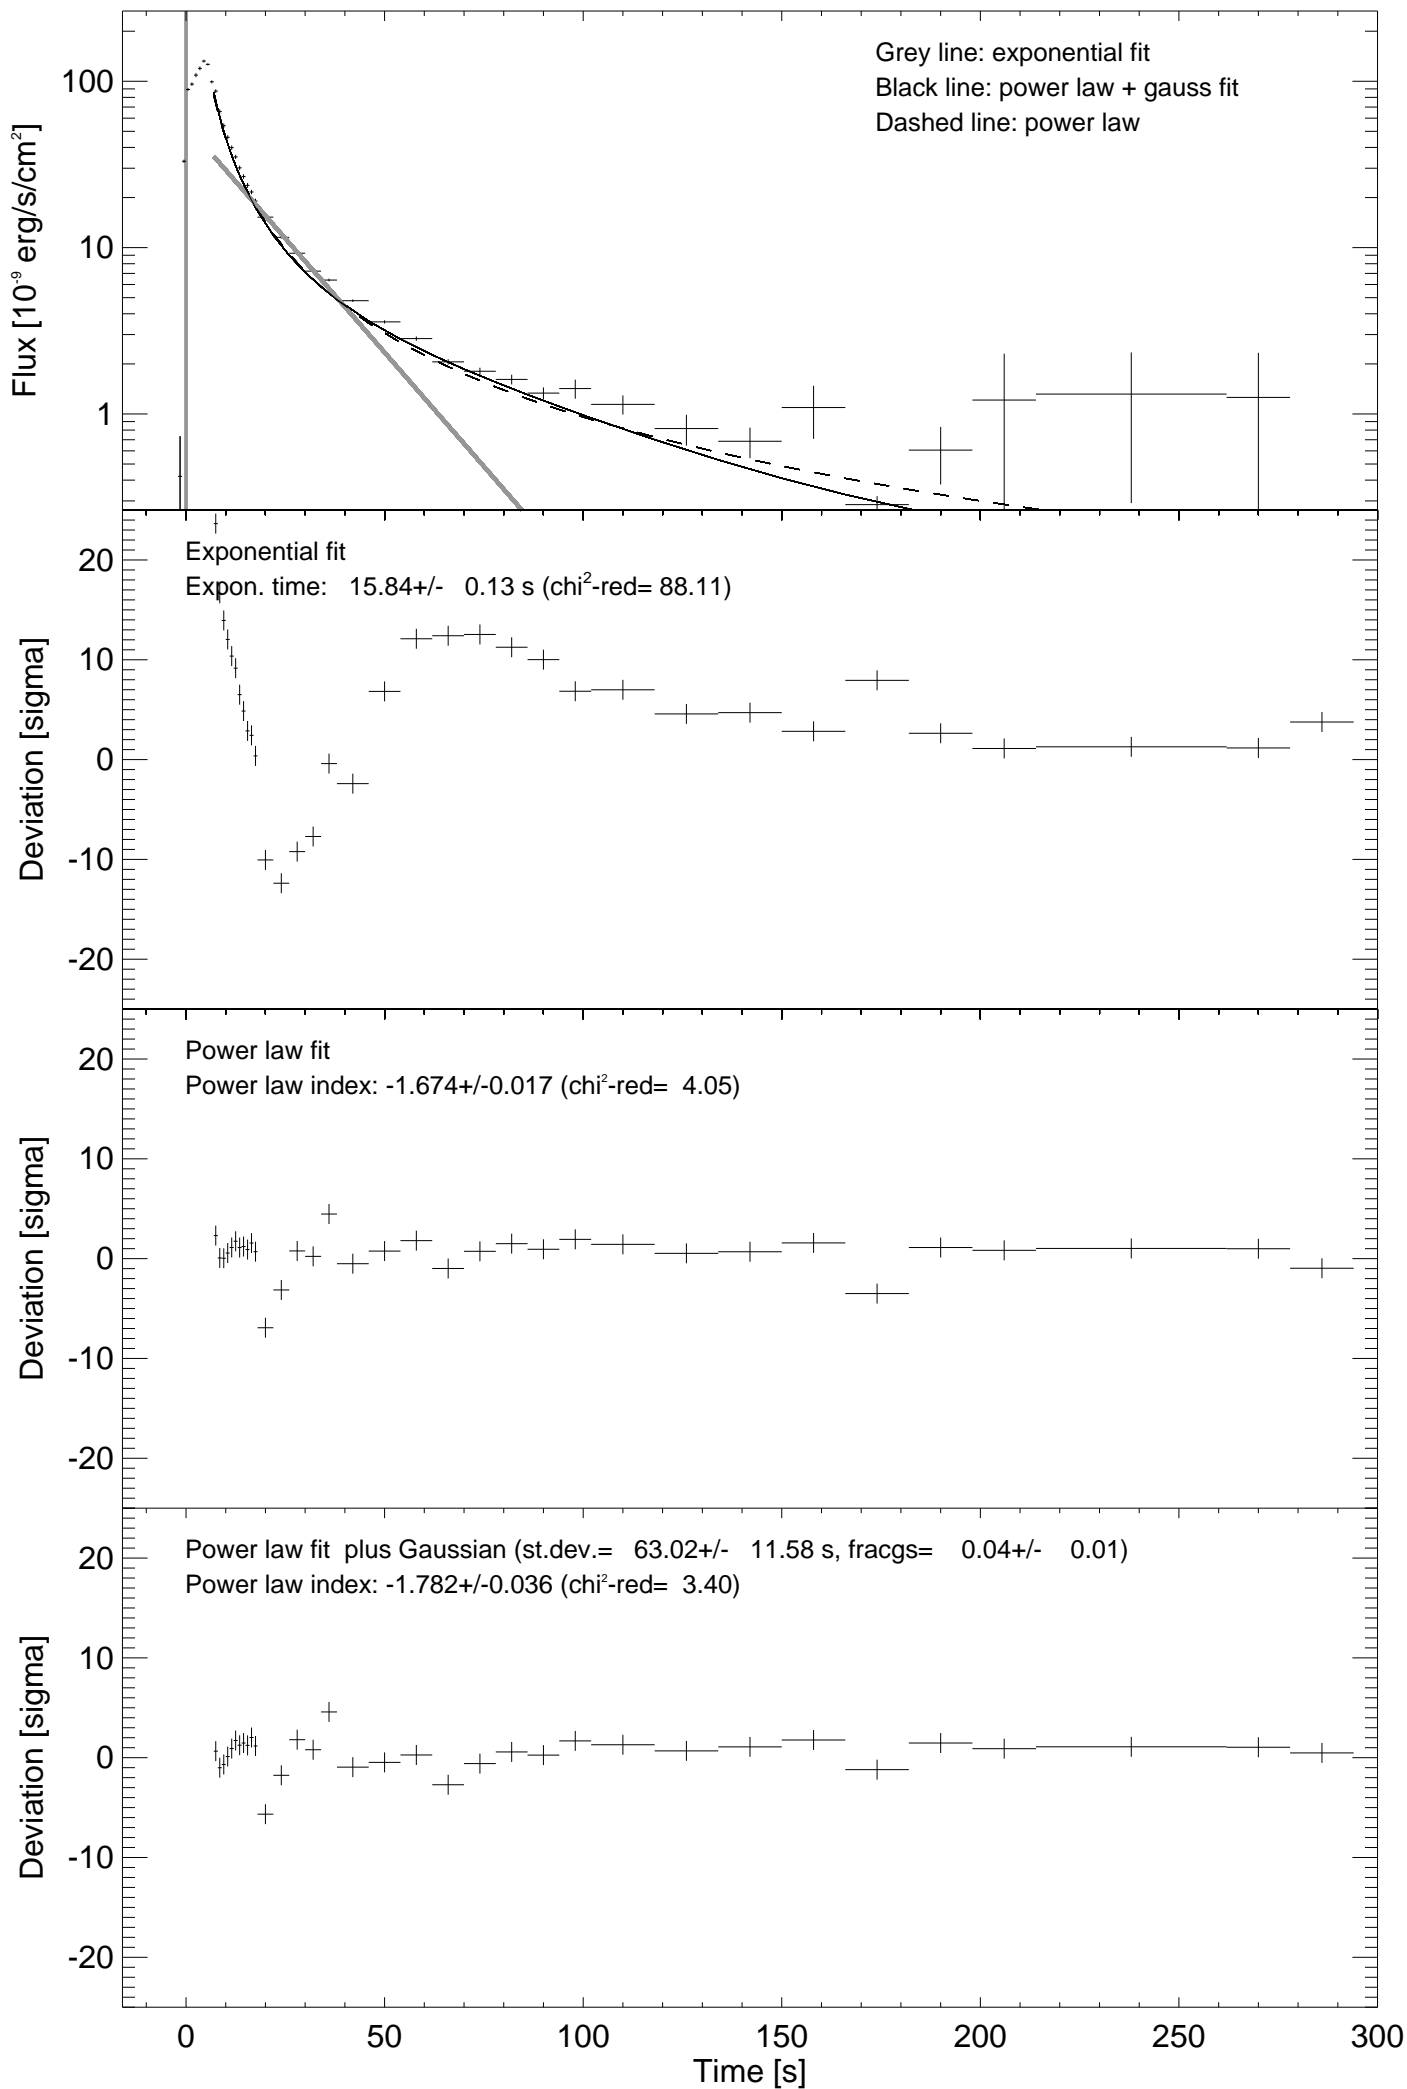 Grey line: exponential fit
Black line: power law + gauss fit
Dashed line: power law
100
10
1
Flux [10⁻⁹ erg/s/cm²]
Exponential fit
Expon. time: 15.84+/- 0.13 s (chi²-red= 88.11)
20
10
0
-10
-20
Deviation [sigma]
Power law fit
Power law index: -1.674+/-0.017 (chi²-red= 4.05)
20
10
0
-10
-20
Deviation [sigma]
Power law fit plus Gaussian (st.dev.= 63.02+/- 11.58 s, fracgs= 0.04+/- 0.01)
Power law index: -1.782+/-0.036 (chi²-red= 3.40)
20
10
0
-10
-20
Deviation [sigma]
0 50 100 150 200 250 300
Time [s]